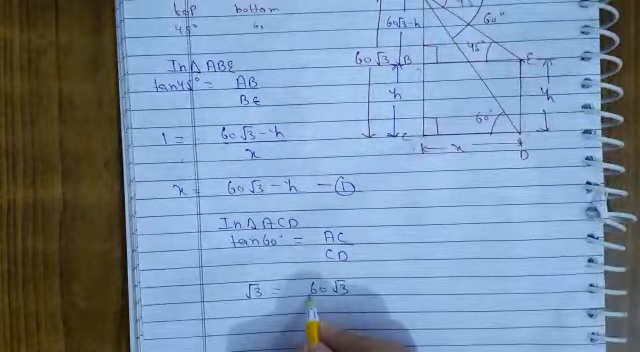 top bottom
45° 60
60√3-h 60°
45° E
60√3 B
h h
60°
C
x D
In Δ ABE
tan45° = AB
BE
1 = 60√3-h
x
x = 60√3-h - ①
In Δ ACD
tan60° = AC
CD
√3 = 60√3